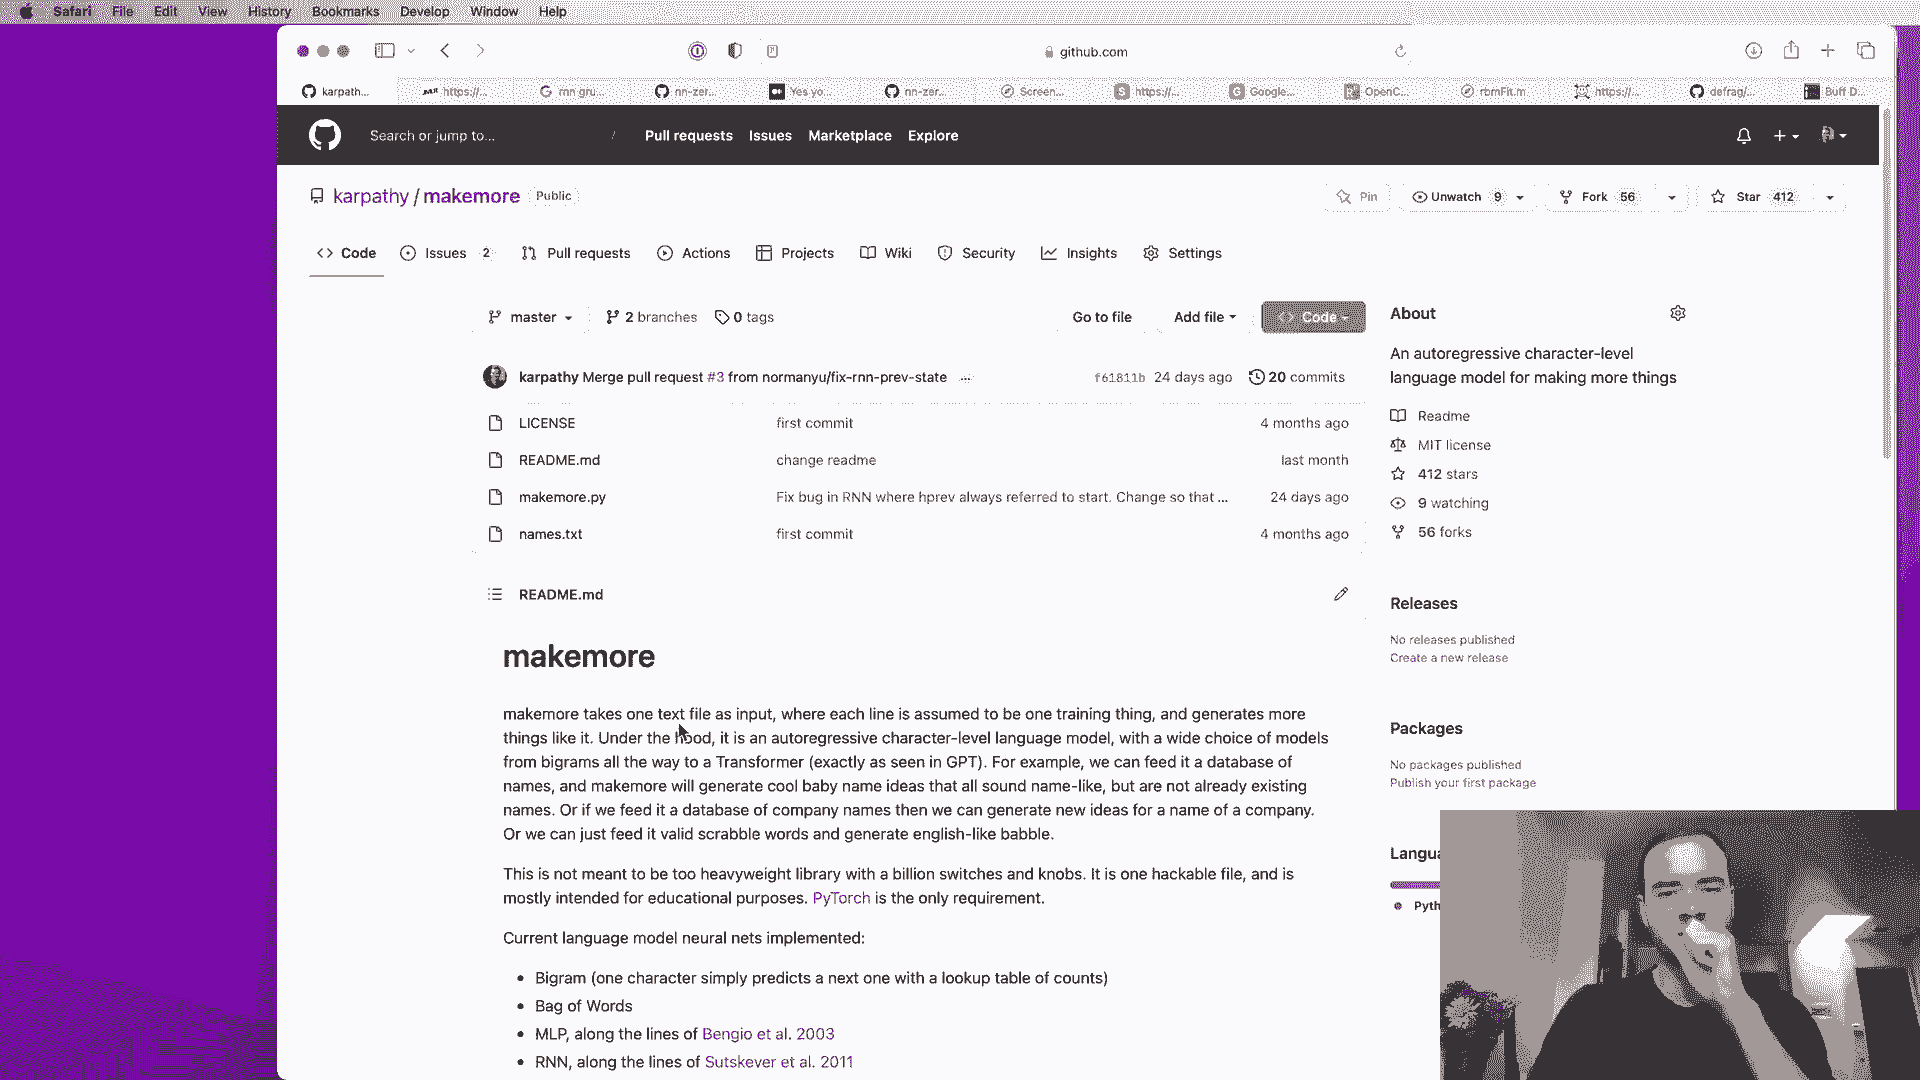 Safari File Edit View History Bookmarks Develop Window Help
github.com
karpath... https://... rnn gru... nn-zer... Yes yo... nn-zer... Screen... https://... Google... OpenC... rbmFit.m https://... defrag/... Buff D...
Search or jump to... / Pull requests Issues Marketplace Explore
karpathy / makemore Public Pin Unwatch 9 Fork 56 Star 412
Code Issues 2 Pull requests Actions Projects Wiki Security Insights Settings
master 2 branches 0 tags Go to file Add file Code
karpathy Merge pull request #3 from normanyu/fix-rnn-prev-state ... f61811b 24 days ago 20 commits
LICENSE first commit 4 months ago
README.md change readme last month
makemore.py Fix bug in RNN where hprev always referred to start. Change so that ... 24 days ago
names.txt first commit 4 months ago
README.md
makemore
makemore takes one text file as input, where each line is assumed to be one training thing, and generates more
things like it. Under the hood, it is an autoregressive character-level language model, with a wide choice of models
from bigrams all the way to a Transformer (exactly as seen in GPT). For example, we can feed it a database of
names, and makemore will generate cool baby name ideas that all sound name-like, but are not already existing
names. Or if we feed it a database of company names then we can generate new ideas for a name of a company.
Or we can just feed it valid scrabble words and generate english-like babble.
This is not meant to be too heavyweight library with a billion switches and knobs. It is one hackable file, and is
mostly intended for educational purposes. PyTorch is the only requirement.
Current language model neural nets implemented:
• Bigram (one character simply predicts a next one with a lookup table of counts)
• Bag of Words
• MLP, along the lines of Bengio et al. 2003
• RNN, along the lines of Sutskever et al. 2011
About
An autoregressive character-level
language model for making more things
Readme
MIT license
412 stars
9 watching
56 forks
Releases
No releases published
Create a new release
Packages
No packages published
Publish your first package
Langua
Pyth